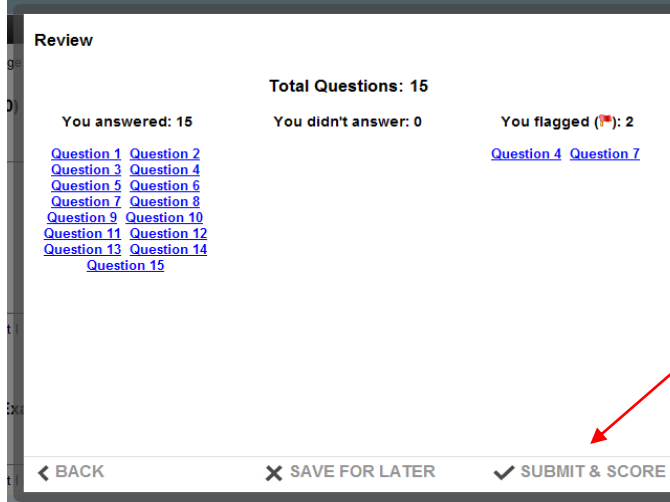 Review
Total Questions: 15
You answered: 15
You didn't answer: 0
You flagged (🚩): 2
Question 1 Question 2
Question 3 Question 4
Question 5 Question 6
Question 7 Question 8
Question 9 Question 10
Question 11 Question 12
Question 13 Question 14
Question 15
Question 4 Question 7
BACK
SAVE FOR LATER
SUBMIT & SCORE